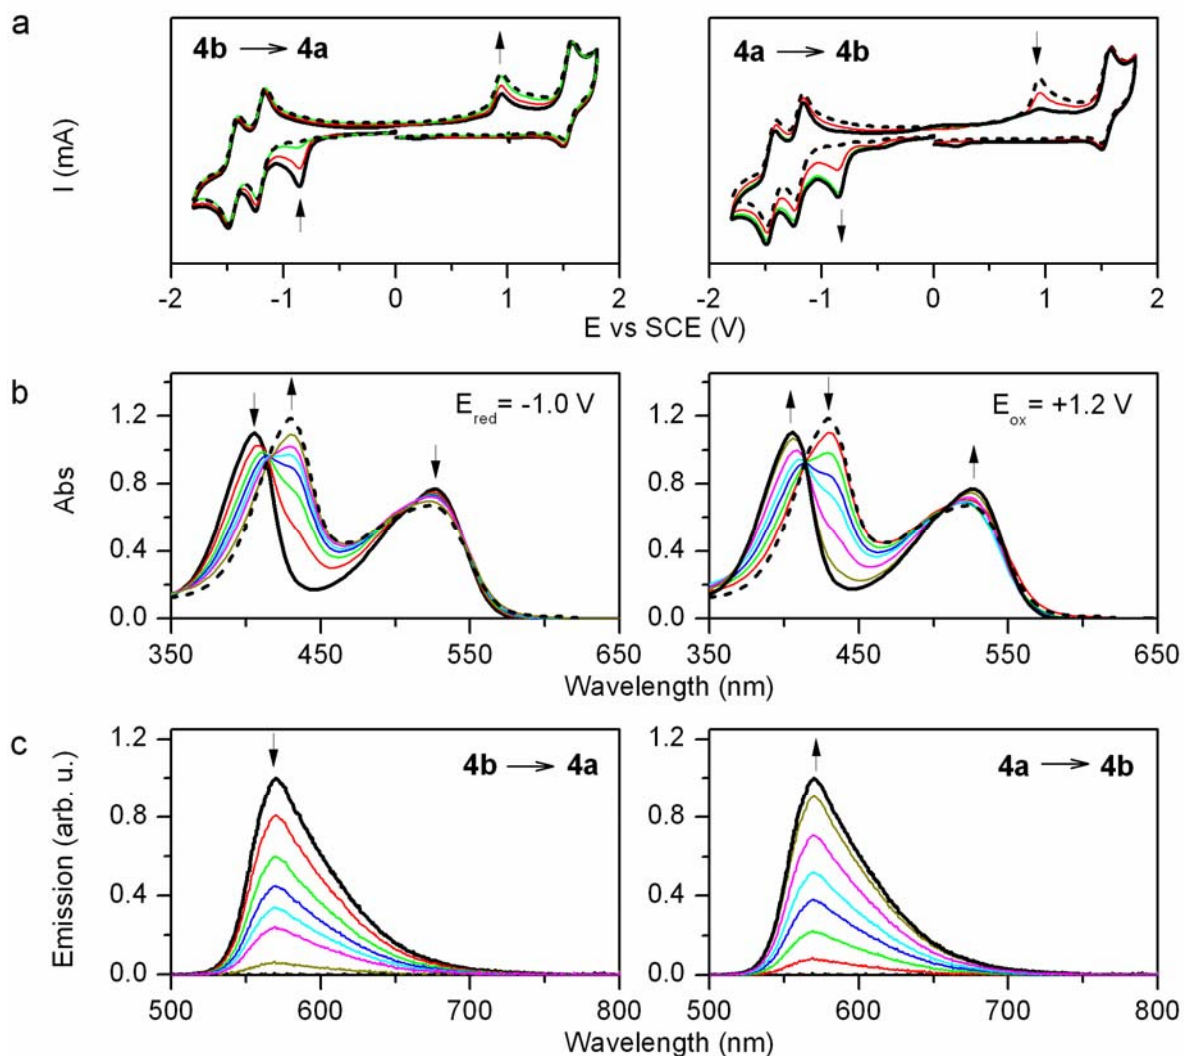 a
4b → 4a
4a → 4b
I (mA)
-2 -1 0 1 2
-2 -1 0 1 2
E vs SCE (V)
b
E_red = -1.0 V
E_ox = +1.2 V
1.2
0.8
0.4
0.0
1.2
0.8
0.4
0.0
Abs
350 450 550 650
350 450 550 650
Wavelength (nm)
Wavelength (nm)
c
4b → 4a
4a → 4b
1.2
0.8
0.4
0.0
1.2
0.8
0.4
0.0
Emission (arb. u.)
500 600 700 800
500 600 700 800
Wavelength (nm)
Wavelength (nm)